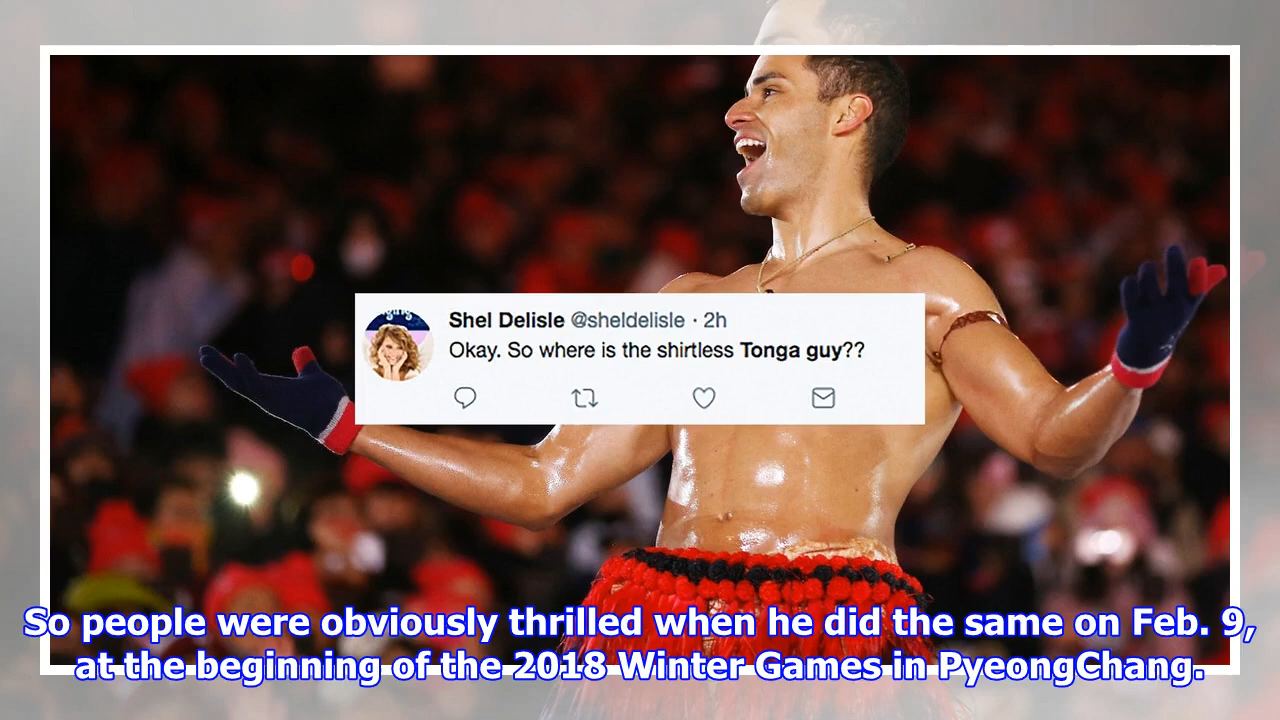 Shel Delisle @sheldelisle · 2h
Okay. So where is the shirtless Tonga guy??
So people were obviously thrilled when he did the same on Feb. 9,
at the beginning of the 2018 Winter Games in PyeongChang.